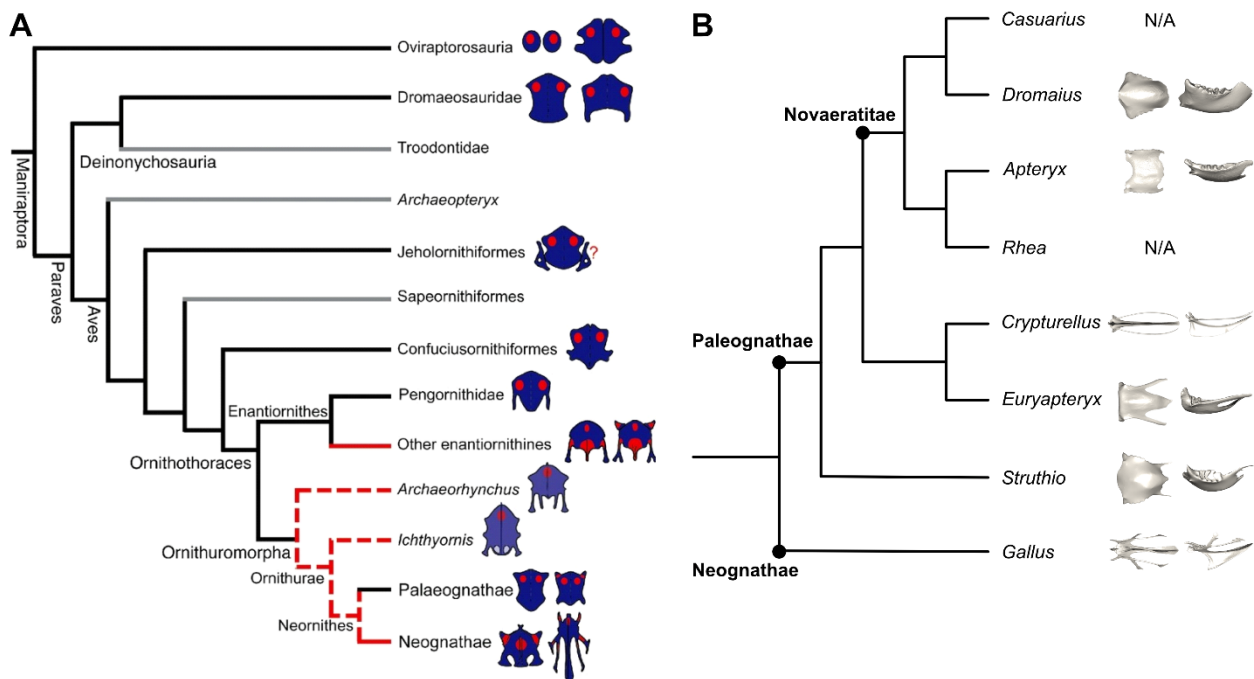 A
Oviraptorosauria
Dromaeosauridae
Deinonychosauria
Troodontidae
Maniraptora
Archaeopteryx
Jeholornithiformes
?
Paraves
Aves
Sapeornithiformes
Confuciusornithiformes
Pengornithidae
Enantiornithes
Other enantiornithines
Ornithothoraces
Archaeorhynchus
Ichthyornis
Ornithuromorpha
Ornithurae
Palaeognathae
Neornithes
Neognathae
B
Casuarius N/A
Dromaius
Novaeratitae
Apteryx
Rhea N/A
Crypturellus
Paleognathae
Euryapteryx
Struthio
Gallus
Neognathae